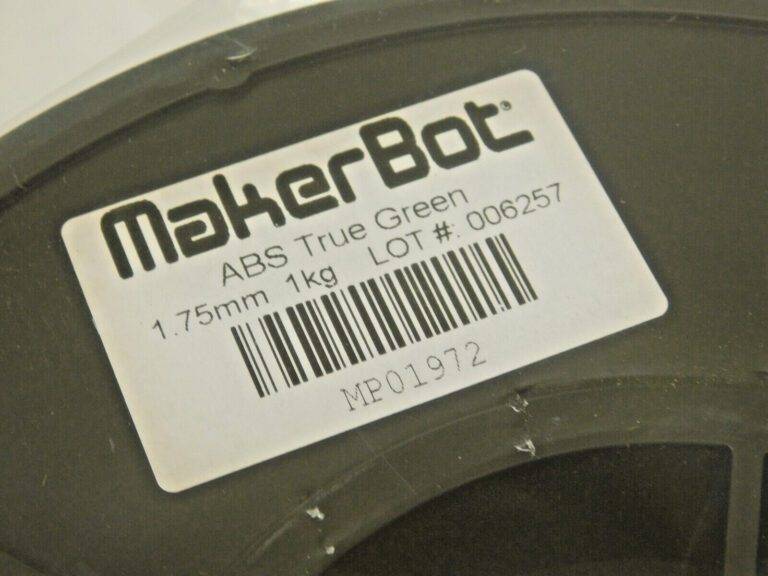 MakerBot®
ABS True Green
1.75mm 1kg LOT #: 006257
MP01972